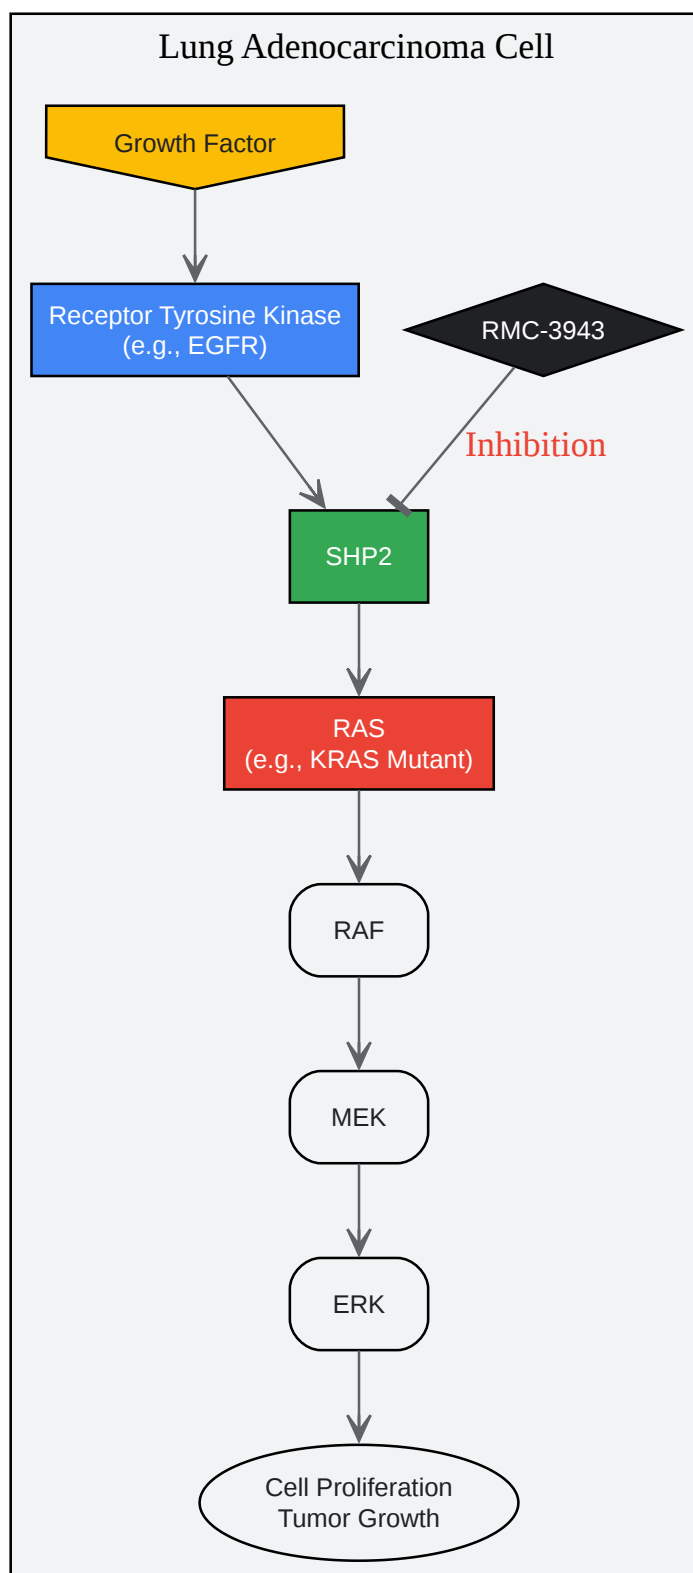 Lung Adenocarcinoma Cell
Growth Factor
Receptor Tyrosine Kinase
(e.g., EGFR)
RMC-3943
Inhibition
SHP2
RAS
(e.g., KRAS Mutant)
RAF
MEK
ERK
Cell Proliferation
Tumor Growth